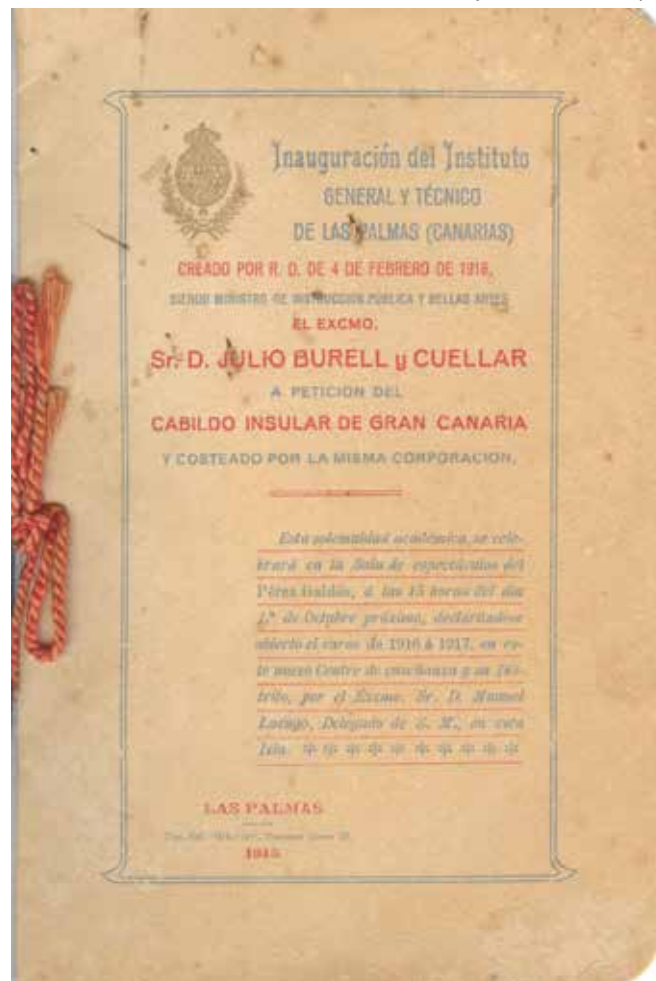 Inauguración del Instituto
GENERAL Y TÉCNICO
DE LAS PALMAS (CANARIAS)
CREADO POR R. D. DE 4 DE FEBRERO DE 1916,
SIENDO MINISTRO DE INSTRUCCIÓN PÚBLICA Y BELLAS ARTES
EL EXCMO.
Sr. D. JULIO BURELL y CUELLAR
A PETICIÓN DEL
CABILDO INSULAR DE GRAN CANARIA
Y COSTEADO POR LA MISMA CORPORACIÓN.
Esta solemnidad académica, se cele-
brará en la Sala de espectáculos del
Pérez Galdós, á las 15 horas del día
1.º de Octubre próximo, declarándose
abierto el curso de 1916 á 1917, en es-
te nuevo Centro de enseñanza y su Dis-
trito, por el Excmo. Sr. D. Manuel
Luengo, Delegado de S. M., en esta
Isla.
LAS PALMAS
Tip.